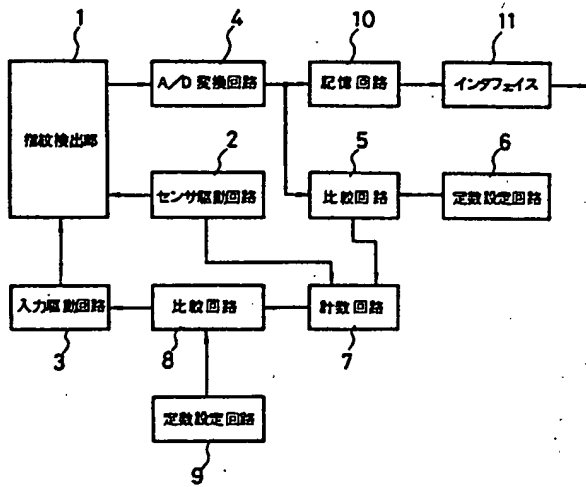 1
4
10
11
A/D変換回路
記憶回路
インタフェイス
指紋検出部
2
5
6
センサ駆動回路
比較回路
定数設定回路
入力駆動回路
比較回路
計数回路
3
8
7
定数設定回路
9